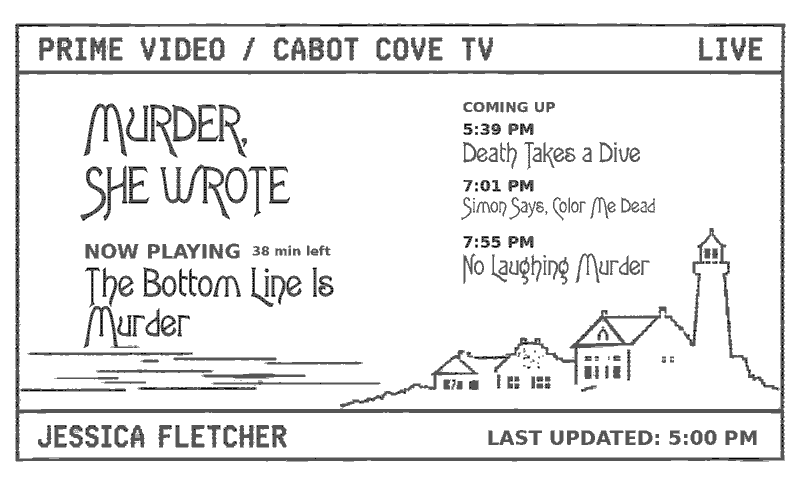 PRIME VIDEO / CABOT COVE TV
LIVE
MURDER,
SHE WROTE
NOW PLAYING 38 min left
The Bottom Line Is
Murder
COMING UP
5:39 PM
Death Takes a Dive
7:01 PM
Simon Says, Color Me Dead
7:55 PM
No Laughing Murder
JESSICA FLETCHER
LAST UPDATED: 5:00 PM